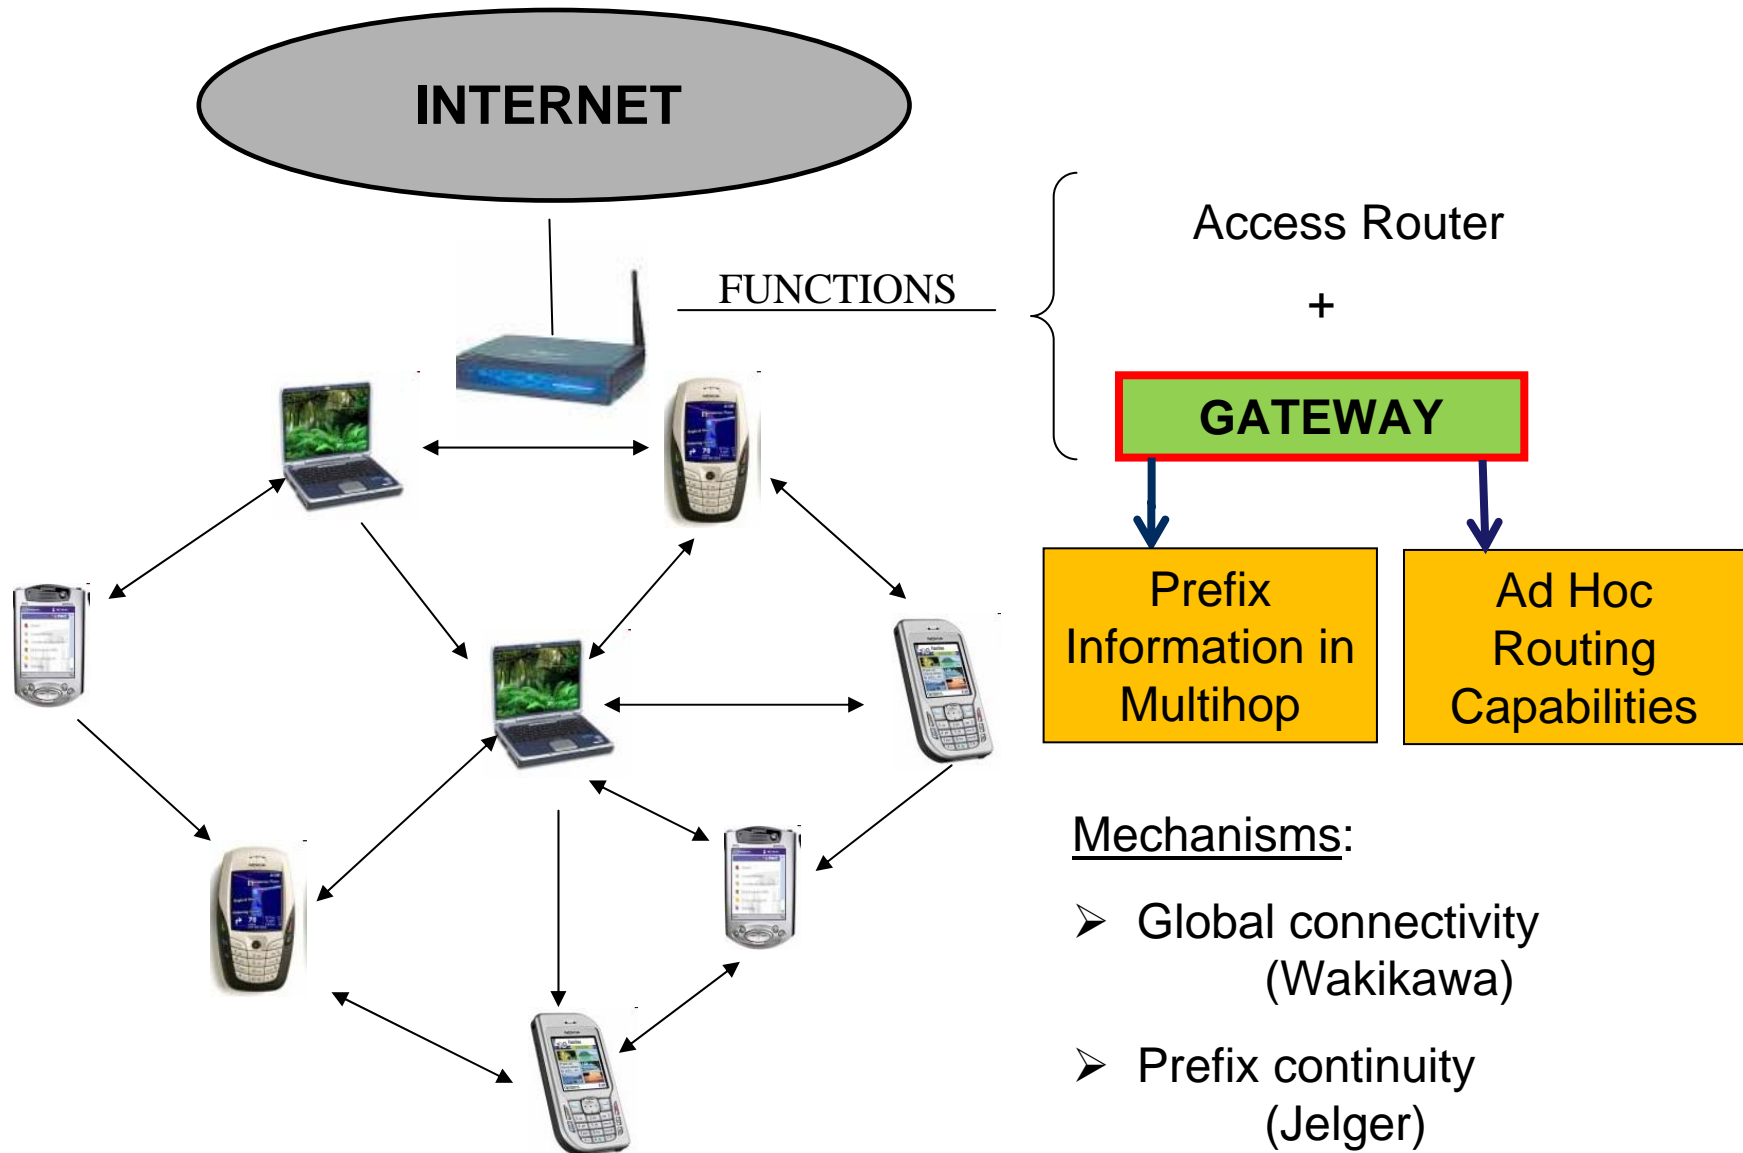 INTERNET
FUNCTIONS
Access Router
+
GATEWAY
Prefix
Information in
Multihop
Ad Hoc
Routing
Capabilities
Mechanisms:
➢ Global connectivity
(Wakikawa)
➢ Prefix continuity
(Jelger)